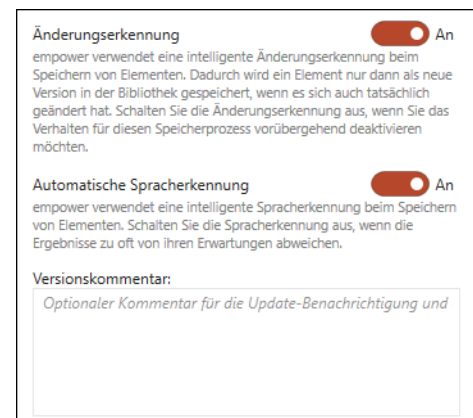 Änderungserkennung An
empower verwendet eine intelligente Änderungserkennung beim
Speichern von Elementen. Dadurch wird ein Element nur dann als neue
Version in der Bibliothek gespeichert, wenn es sich auch tatsächlich
geändert hat. Schalten Sie die Änderungserkennung aus, wenn Sie das
Verhalten für diesen Speicherprozess vorübergehend deaktivieren
möchten.
Automatische Spracherkennung An
empower verwendet eine intelligente Spracherkennung beim Speichern
von Elementen. Schalten Sie die Spracherkennung aus, wenn die
Ergebnisse zu oft von ihren Erwartungen abweichen.
Versionskommentar:
Optionaler Kommentar für die Update-Benachrichtigung und